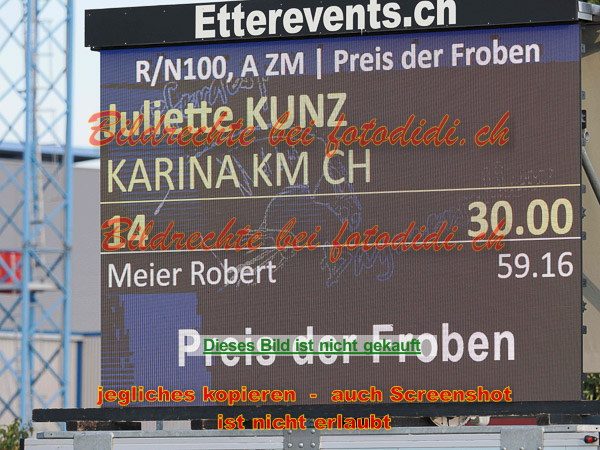 Etterevents.ch
R/N100, A ZM | Preis der Froben
Juliette KUNZ
Bildrechte bei fotodidi.ch
KARINA KM CH
34 30.00
Bildrechte bei fotodidi.ch
Meier Robert 59.16
Preis der Froben
Dieses Bild ist nicht gekauft
jegliches kopieren - auch Screenshot
ist nicht erlaubt